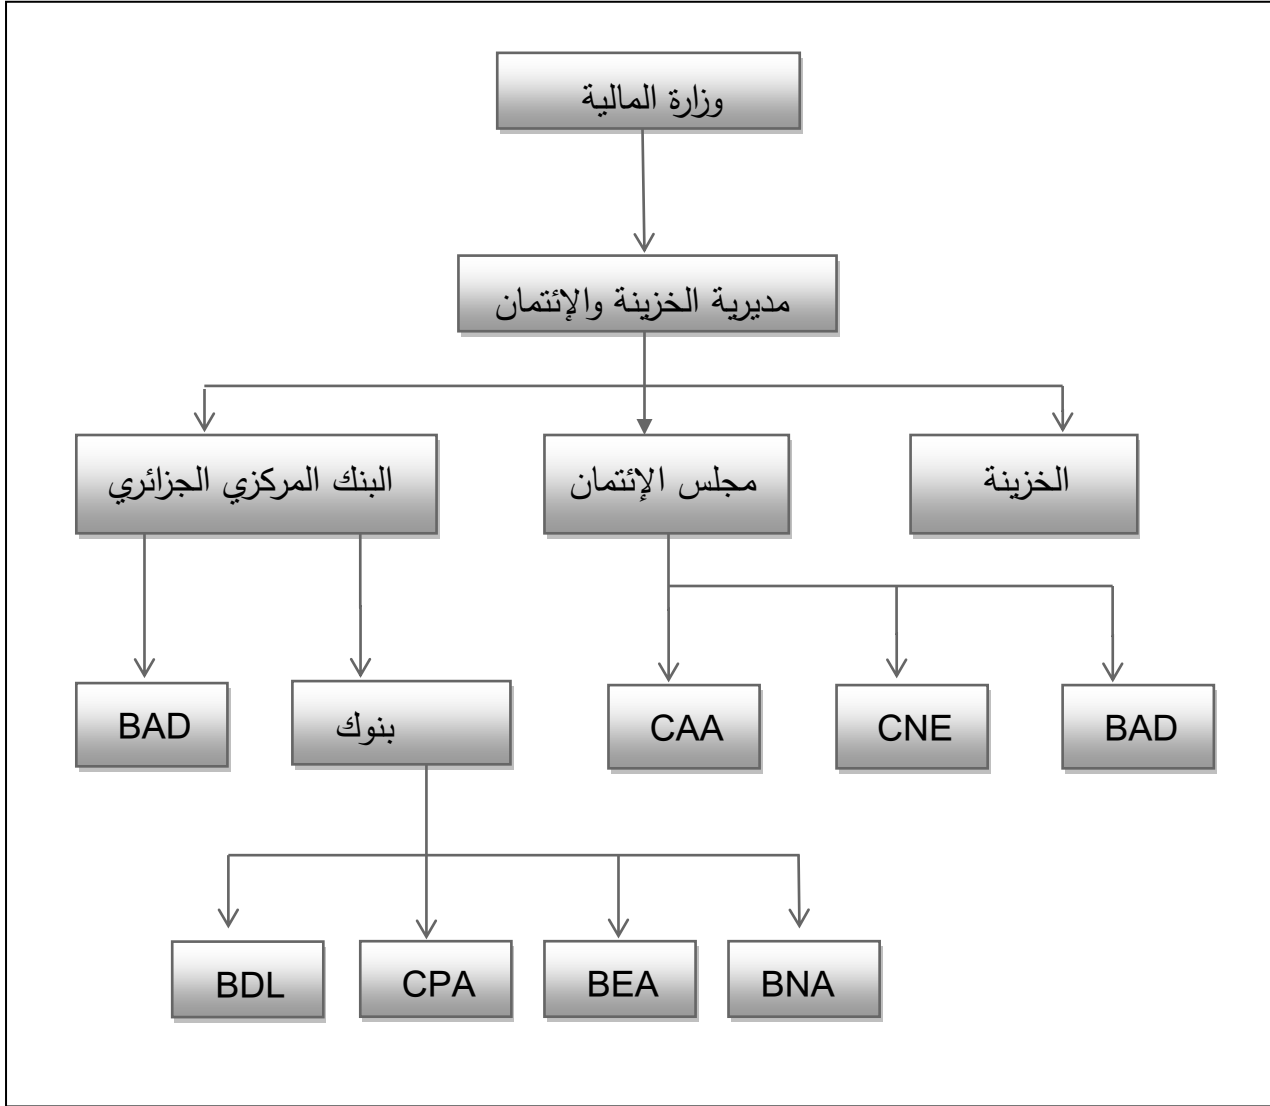 وزارة المالية
مديرية الخزينة والإئتمان
الخزينة
مجلس الإئتمان
البنك المركزي الجزائري
BAD
CNE
CAA
بنوك
BAD
BNA
BEA
CPA
BDL